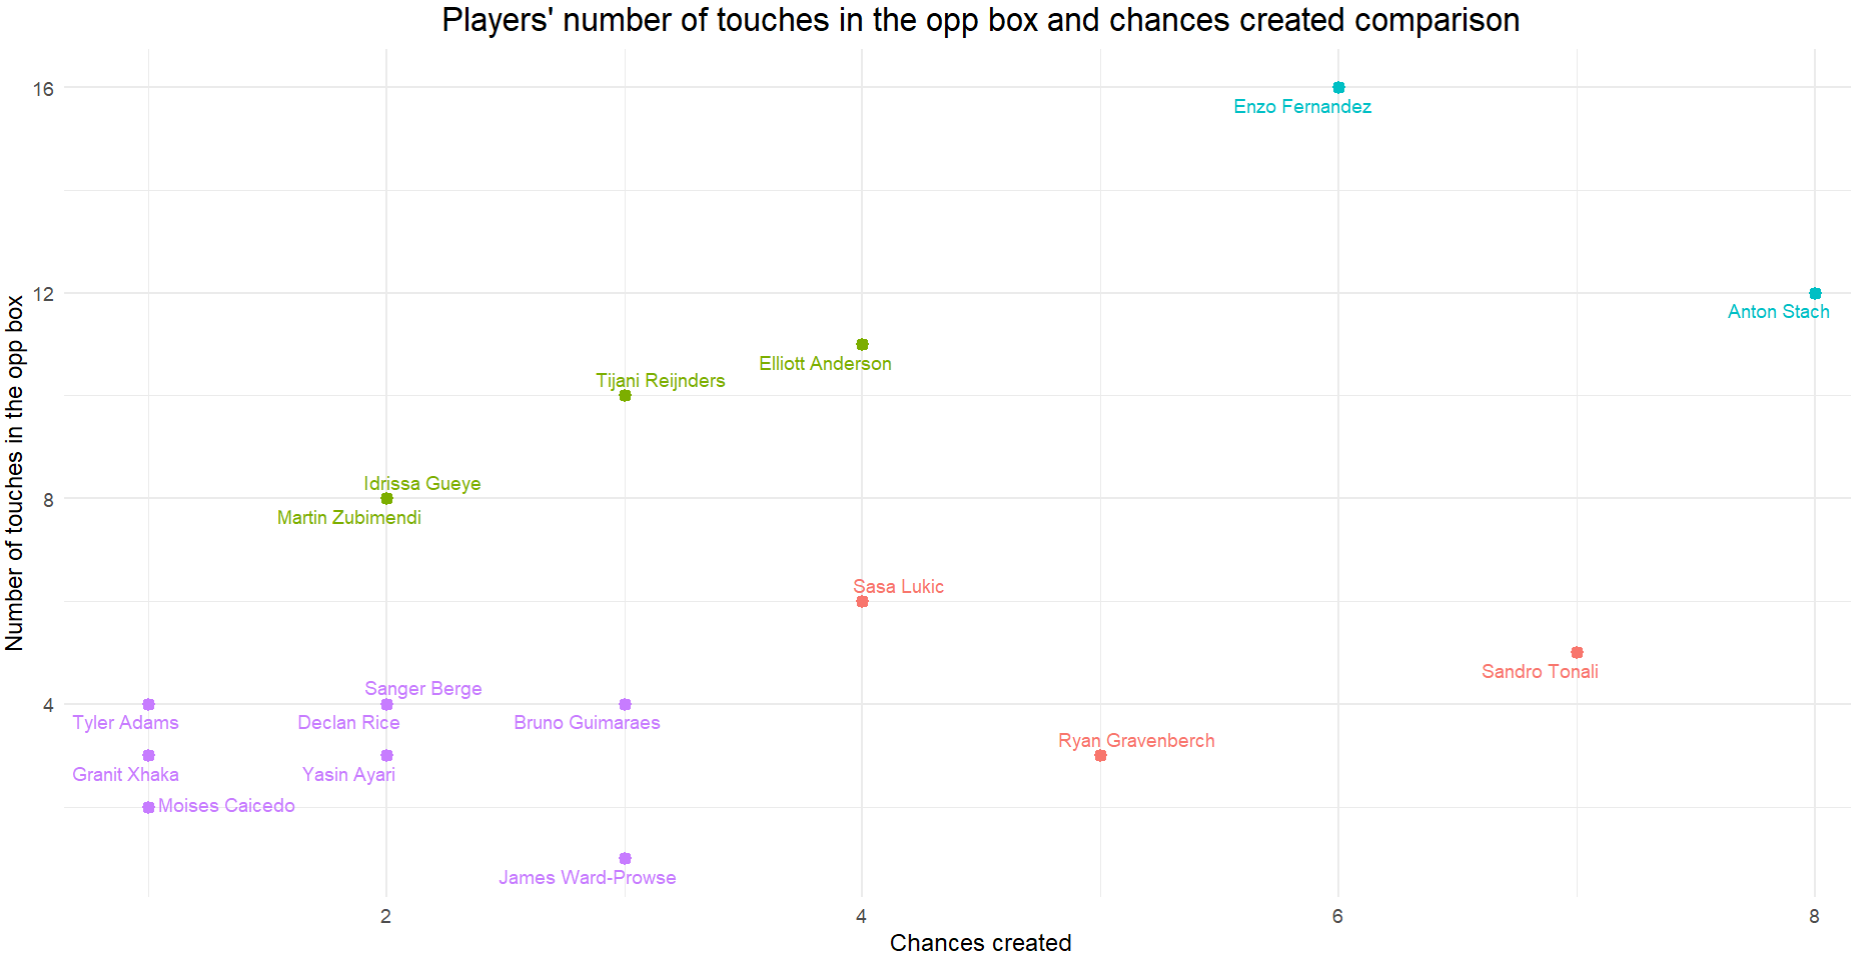 Players' number of touches in the opp box and chances created comparison
16
Enzo Fernandez
12
Anton Stach
Elliott Anderson
Tijani Reijnders
Idrissa Gueye
8
Martin Zubimendi
Sasa Lukic
Sandro Tonali
Sanger Berge
4
Tyler Adams
Declan Rice
Bruno Guimaraes
Ryan Gravenberch
Granit Xhaka
Yasin Ayari
Moises Caicedo
James Ward-Prowse
2
4
6
8
Chances created
Number of touches in the opp box